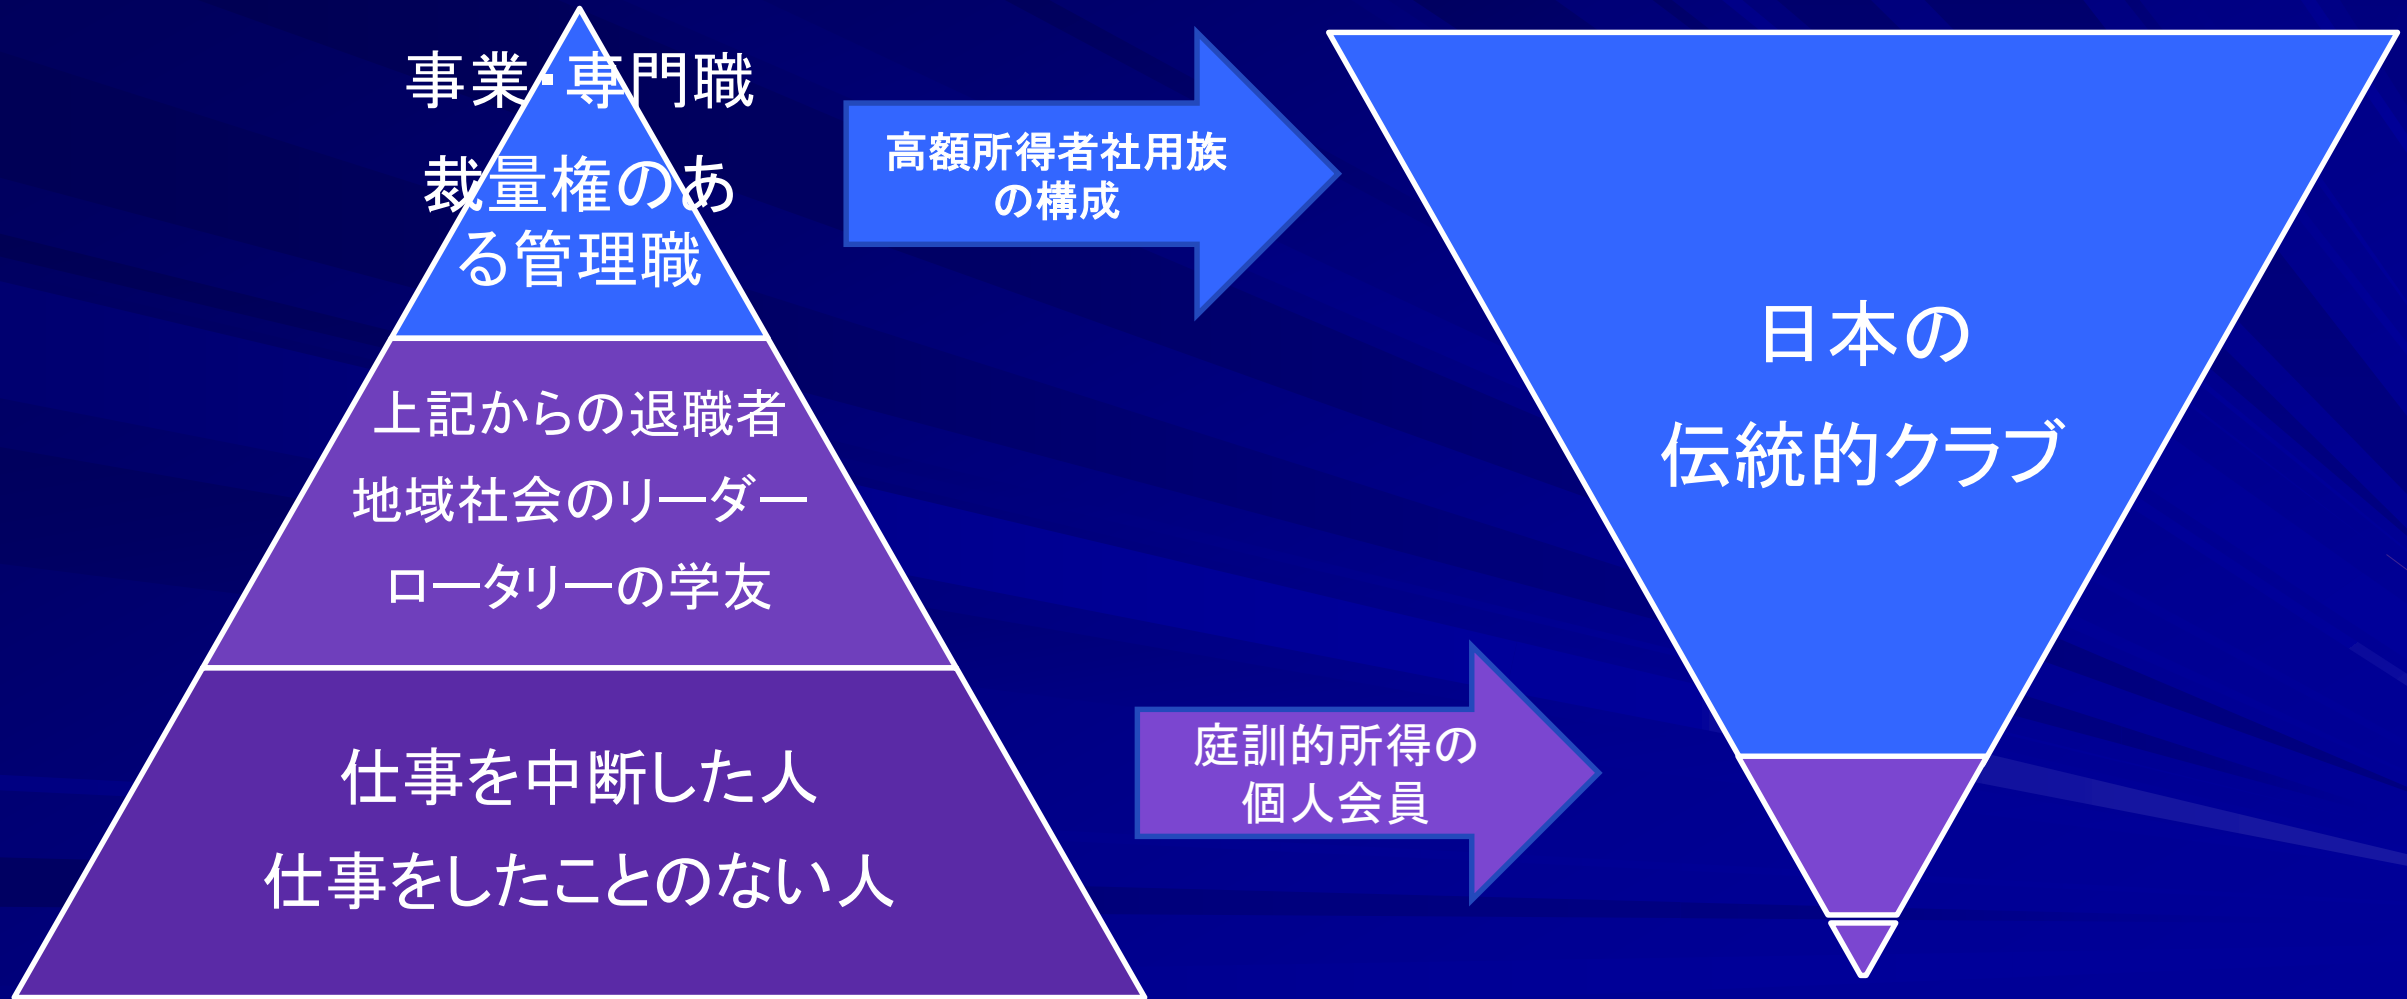 事業・専門職
裁量権のあ
る管理職
上記からの退職者
地域社会のリーダー
ロータリーの学友
仕事を中断した人
仕事をしたことのない人
高額所得者社用族
の構成
庭訓的所得の
個人会員
日本の
伝統的クラブ